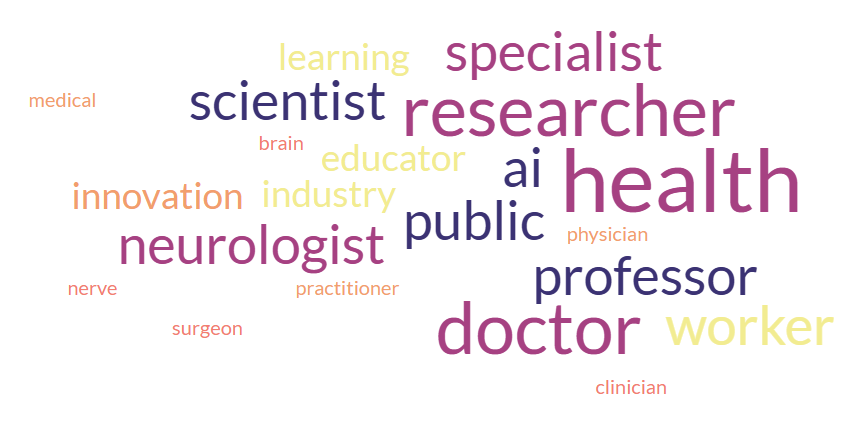 learning specialist
medical scientist researcher
brain educator ai health
innovation industry public
neurologist physician
nerve practitioner professor
surgeon doctor worker
clinician